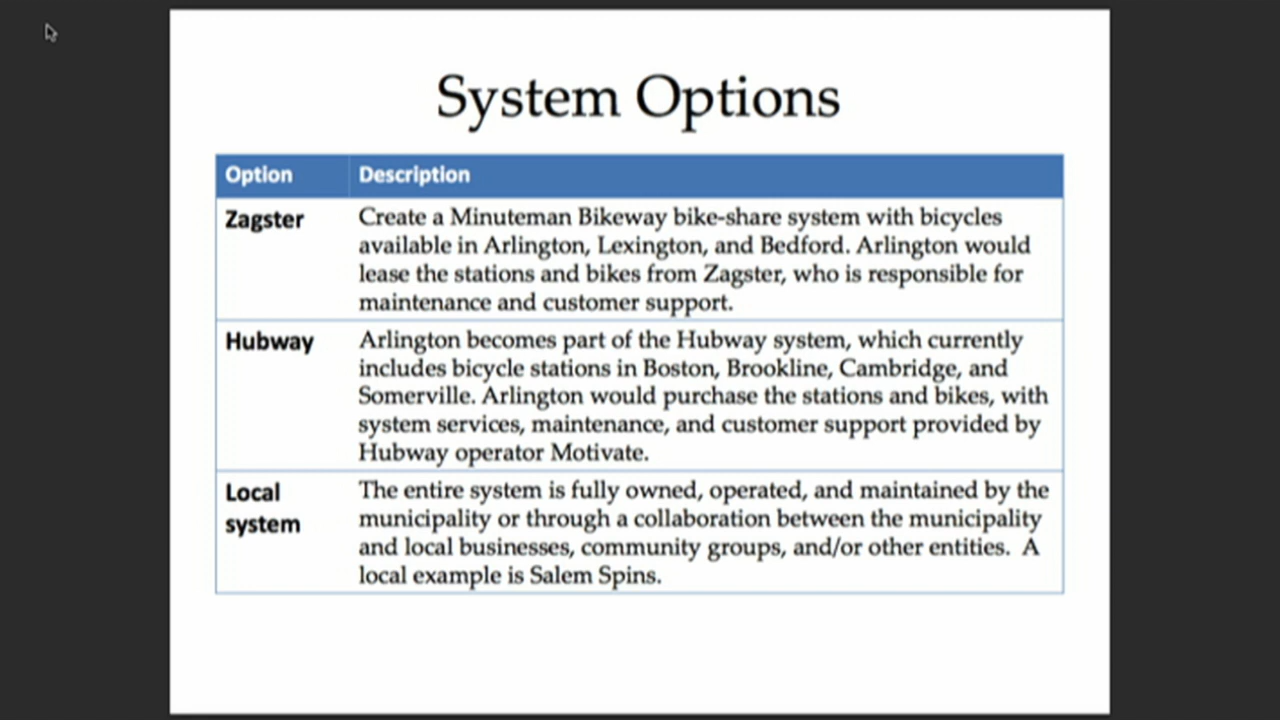 System Options
Option Description
Zagster
Create a Minuteman Bikeway bike-share system with bicycles
available in Arlington, Lexington, and Bedford. Arlington would
lease the stations and bikes from Zagster, who is responsible for
maintenance and customer support.
Hubway
Arlington becomes part of the Hubway system, which currently
includes bicycle stations in Boston, Brookline, Cambridge, and
Somerville. Arlington would purchase the stations and bikes, with
system services, maintenance, and customer support provided by
Hubway operator Motivate.
Local
system
The entire system is fully owned, operated, and maintained by the
municipality or through a collaboration between the municipality
and local businesses, community groups, and/or other entities. A
local example is Salem Spins.